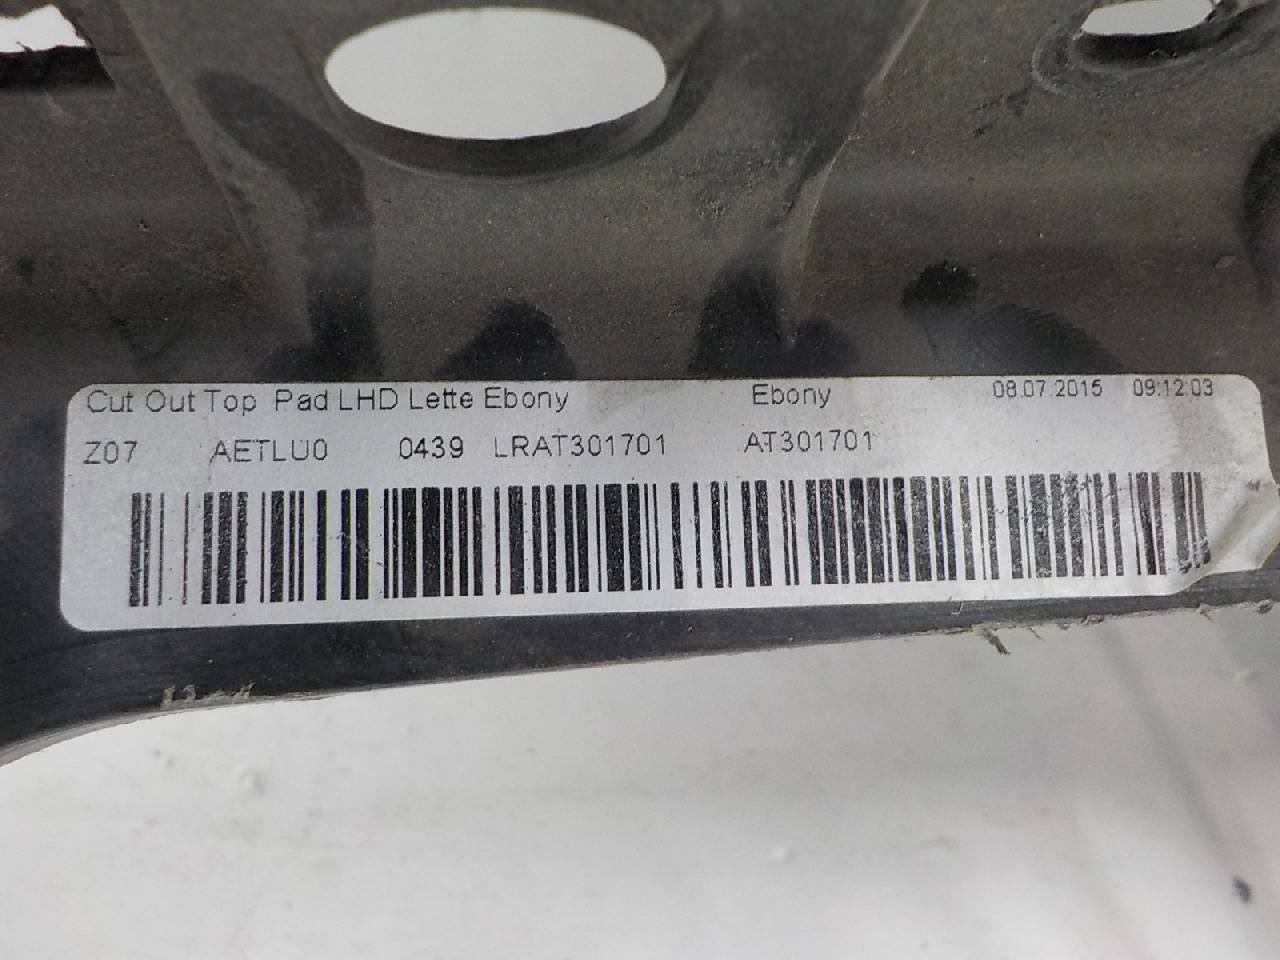 Cut Out Top Pad LHD Lette Ebony Ebony 08.07.2015 09:12:03
Z07 AETLU0 0439 LRAT301701 AT301701